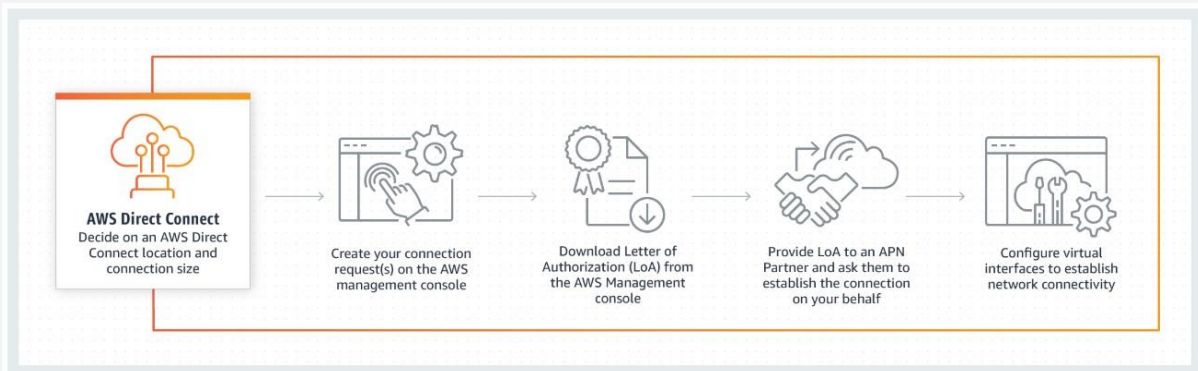 AWS Direct Connect
Decide on an AWS Direct
Connect location and
connection size
Create your connection
request(s) on the AWS
management console
Download Letter of
Authorization (LoA) from
the AWS Management
console
Provide LoA to an APN
Partner and ask them to
establish the connection
on your behalf
Configure virtual
interfaces to establish
network connectivity